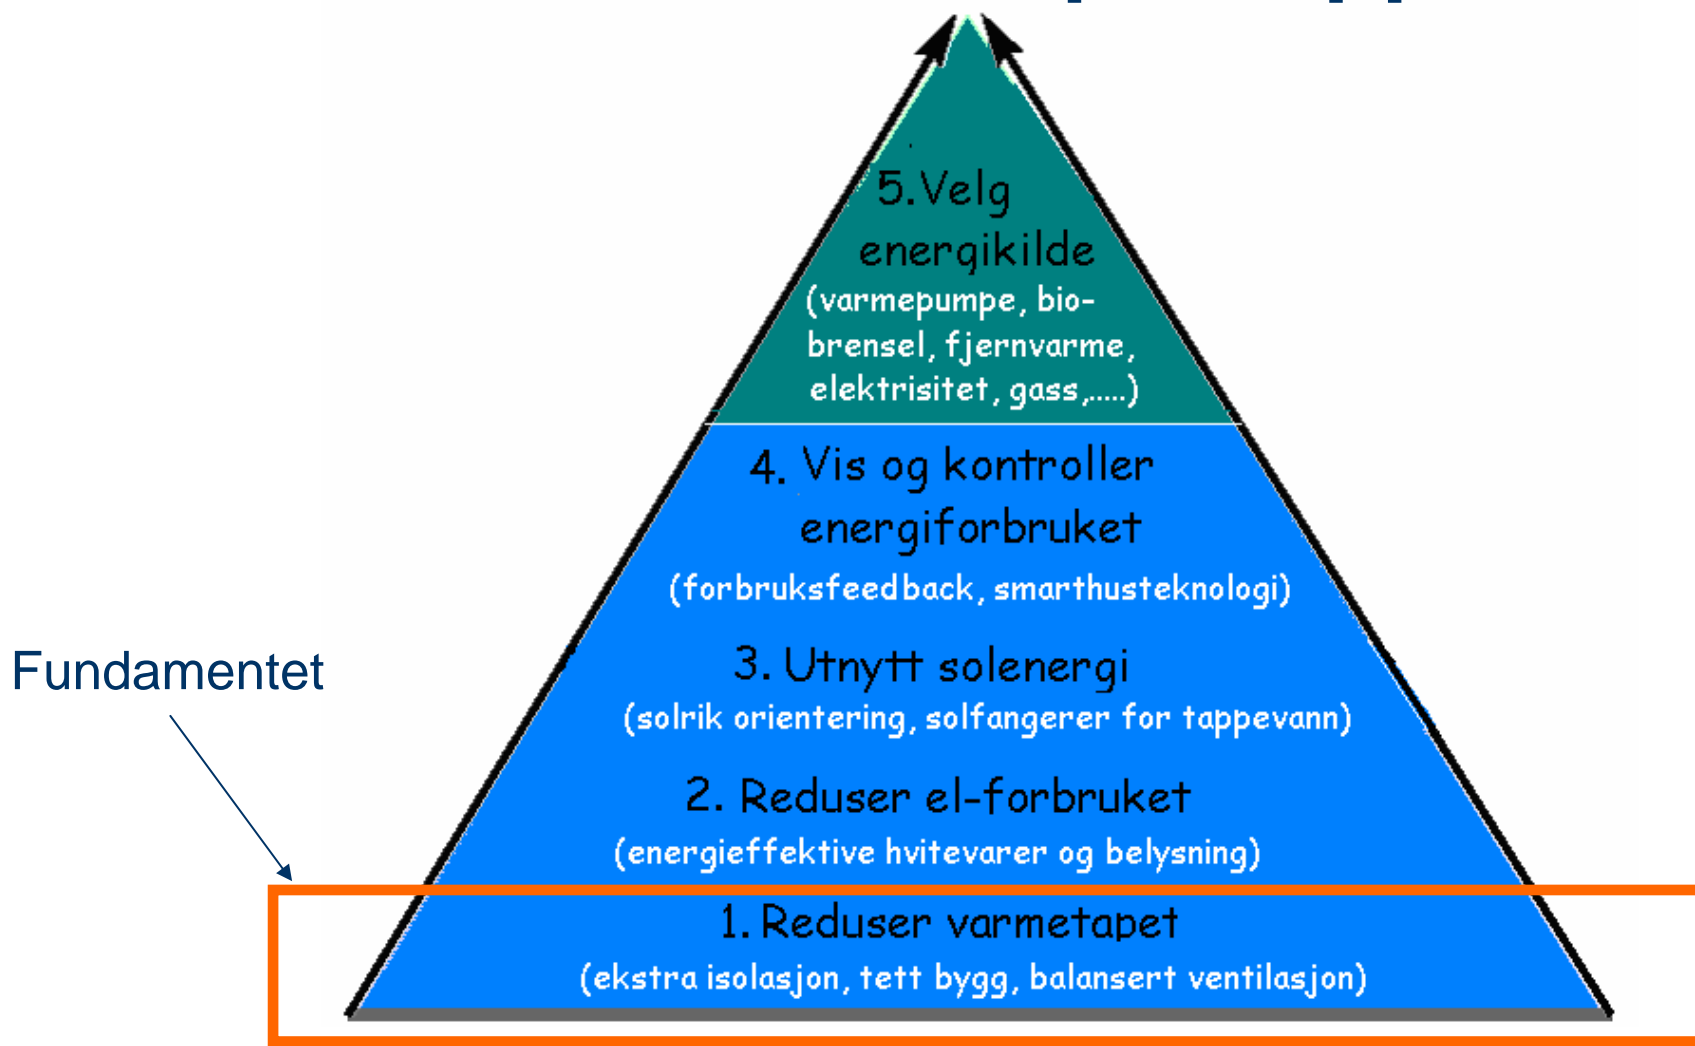 5.Velg
energikilde
(varmepumpe, bio-
brensel, fjernvarme,
elektrisitet, gass,.....)
4. Vis og kontroller
energiforbruket
(forbruksfeedback, smarthusteknologi)
Fundamentet
3. Utnytt solenergi
(solrik orientering, solfangerer for tappevann)
2. Reduser el-forbruket
(energieffektive hvitevarer og belysning)
1. Reduser varmetapet
(ekstra isolasjon, tett bygg, balansert ventilasjon)